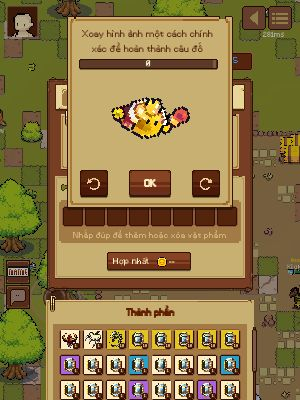 281ms
Xoay hình ảnh một cách chính
xác để hoàn thành câu đố
0
OK
Nhấp đúp để thêm hoặc xóa vật phẩm
Hợp nhất --
Thành phần